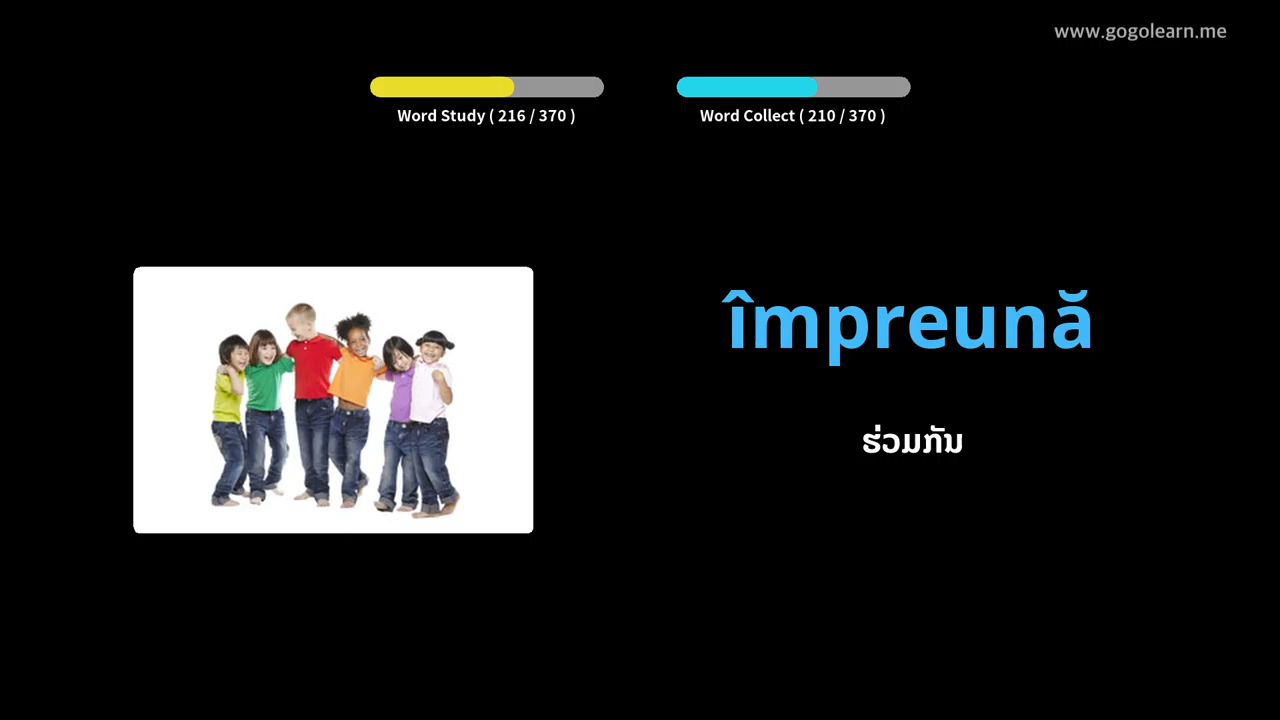 www.gogolearn.me
Word Study ( 216 / 370 )
Word Collect ( 210 / 370 )
împreună
ຮ່ວມກັນ